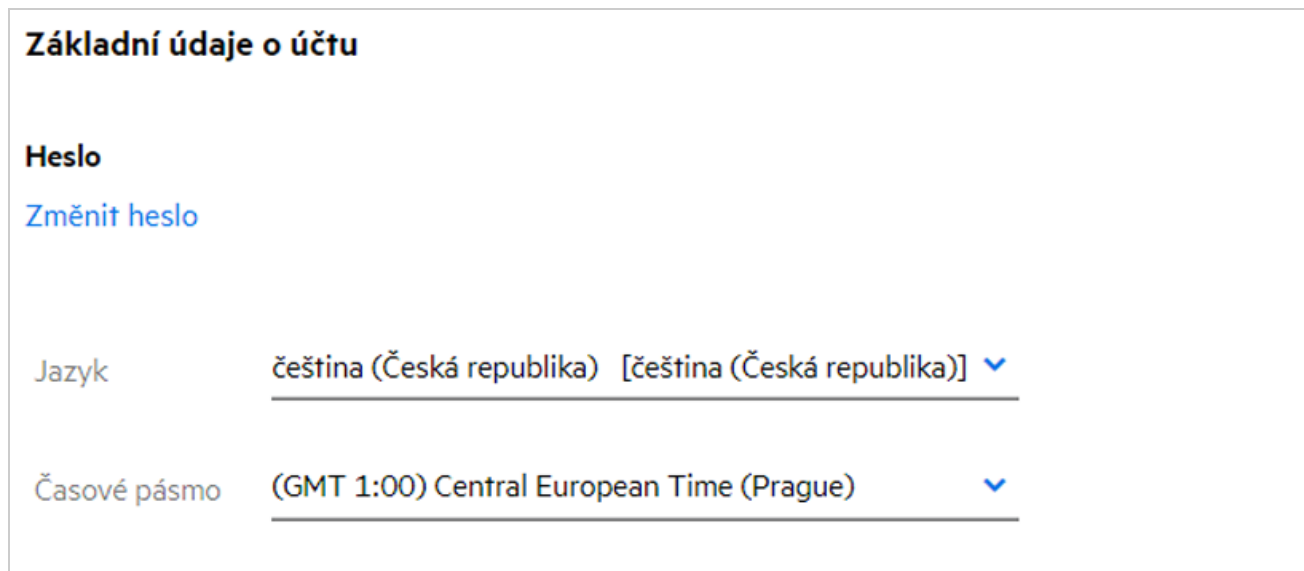 Základní údaje o účtu
Heslo
Změnit heslo
Jazyk čeština (Česká republika) [čeština (Česká republika)]
Časové pásmo (GMT 1:00) Central European Time (Prague)